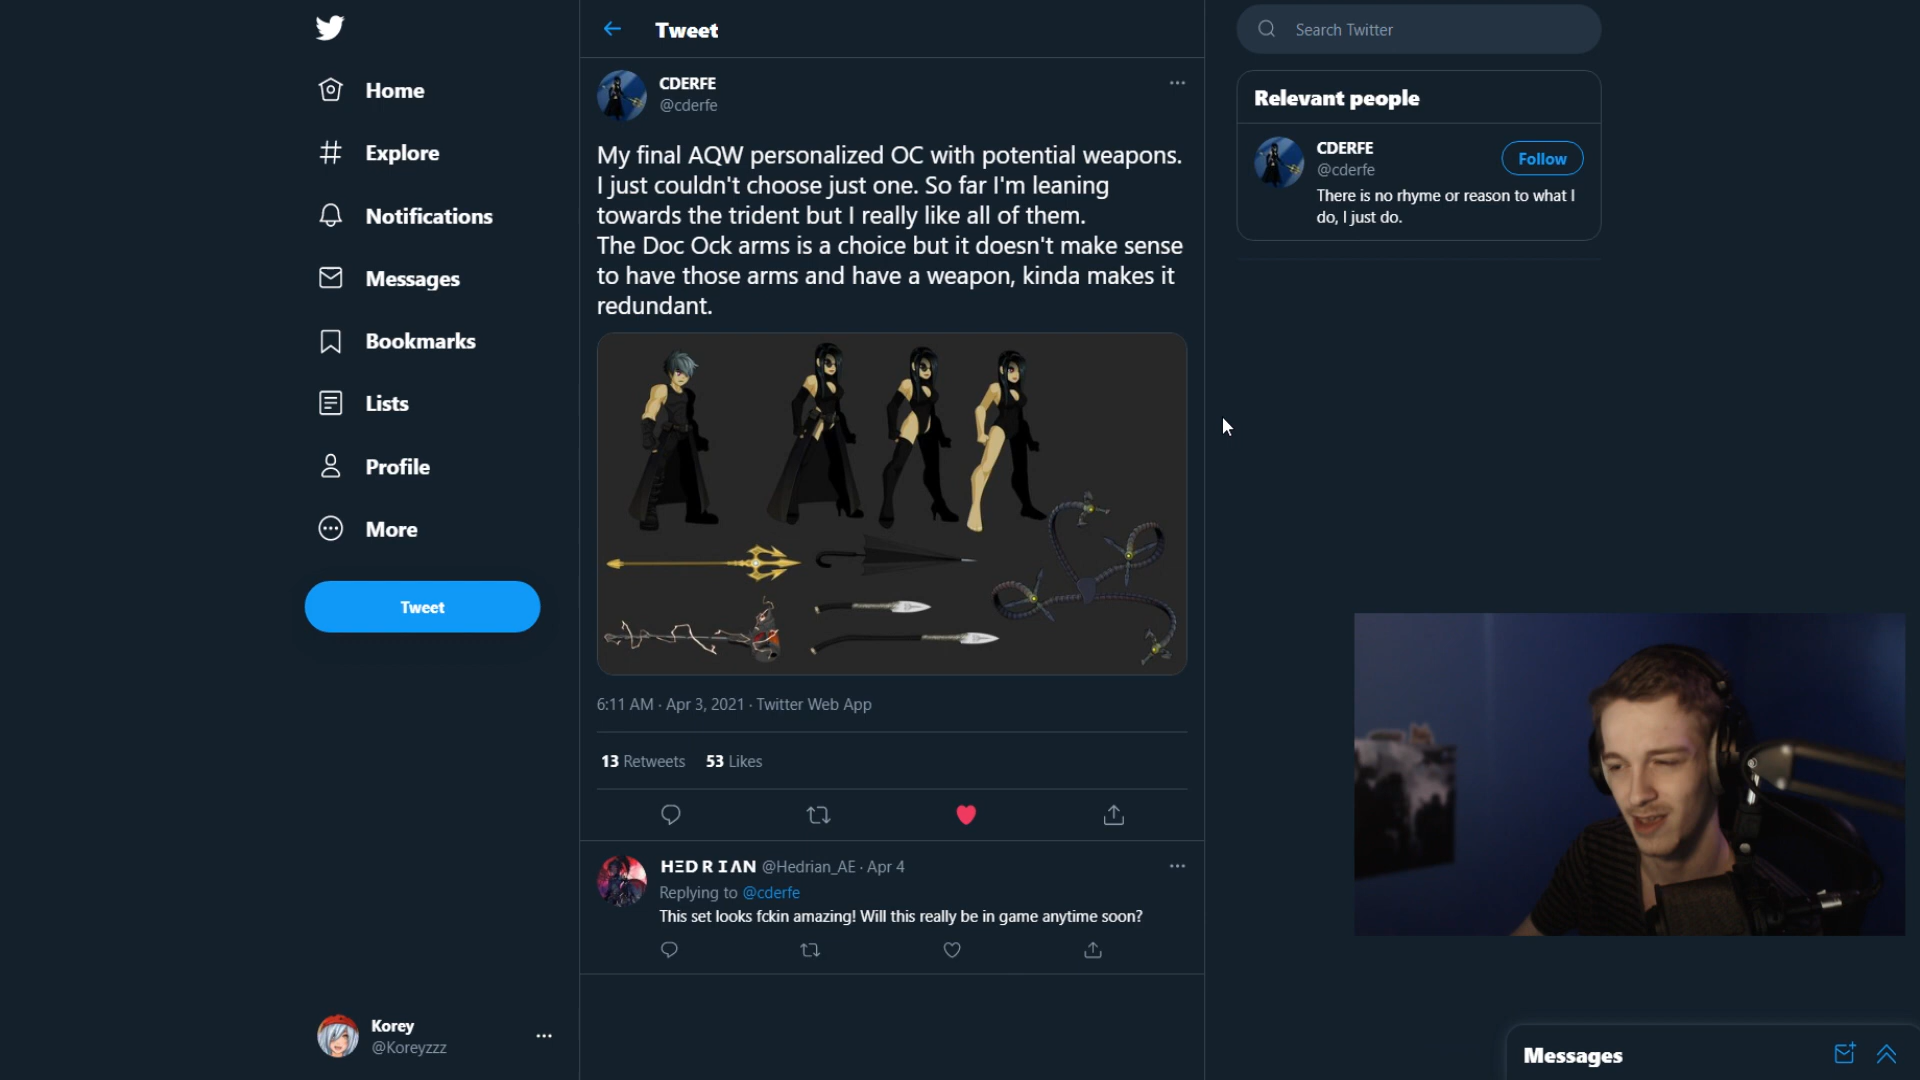 Home
Explore
Notifications
Messages
Bookmarks
Lists
Profile
More
Tweet
Korey
@Koreyzzz
Tweet
CDERFE
@cderfe
My final AQW personalized OC with potential weapons.
I just couldn't choose just one. So far I'm leaning
towards the trident but I really like all of them.
The Doc Ock arms is a choice but it doesn't make sense
to have those arms and have a weapon, kinda makes it
redundant.
6:11 AM · Apr 3, 2021 · Twitter Web App
13 Retweets 53 Likes
HΞDRIΛN @Hedrian_AE · Apr 4
Replying to @cderfe
This set looks fckin amazing! Will this really be in game anytime soon?
Search Twitter
Relevant people
CDERFE
@cderfe
Follow
There is no rhyme or reason to what I
do, I just do.
Messages